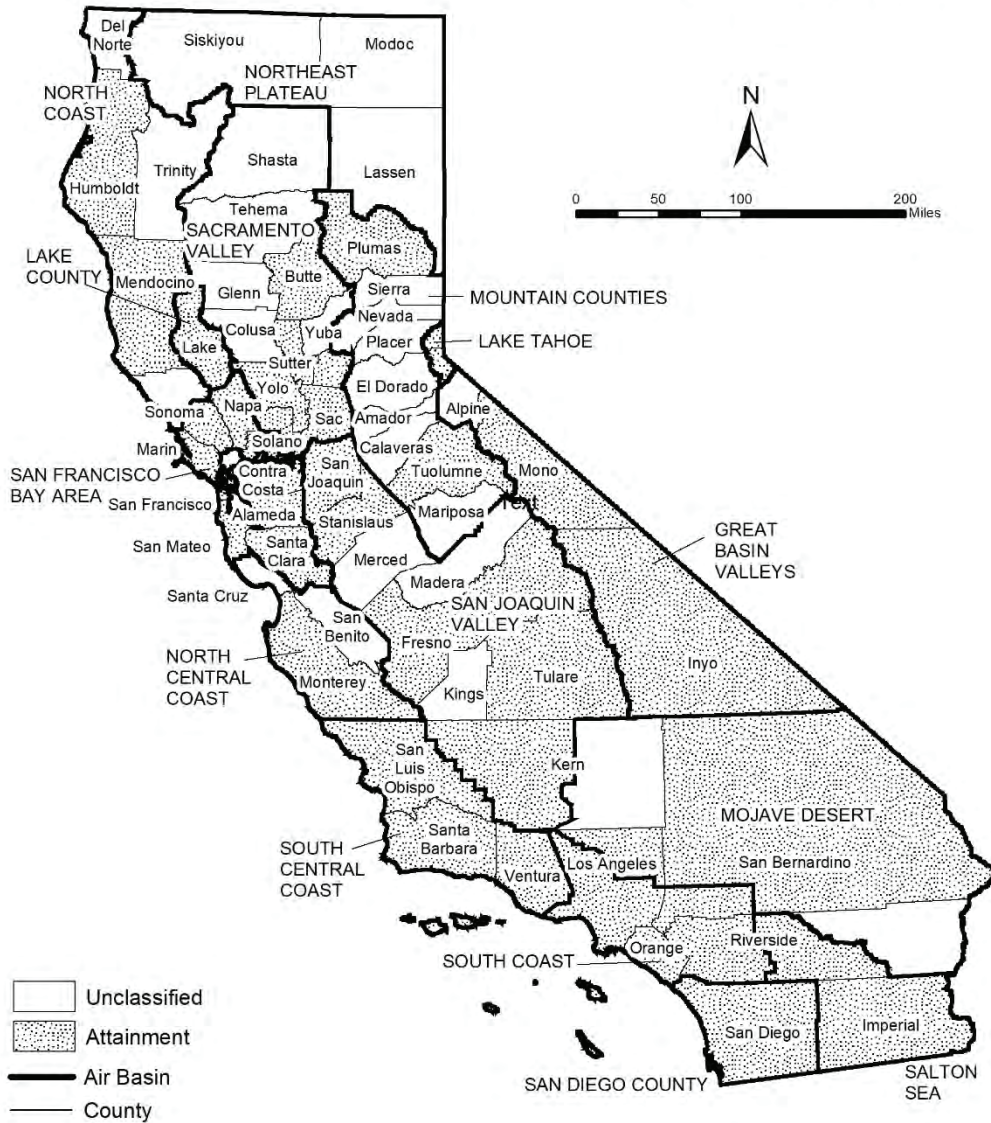 Del
Norte
Siskiyou
Modoc
NORTHEAST
PLATEAU
NORTH
COAST
N
Shasta
Trinity
Lassen
Humboldt
0 50 100 200
Miles
Tehema
SACRAMENTO
VALLEY
Plumas
LAKE
COUNTY
Mendocino
Butte
Glenn
Sierra
MOUNTAIN COUNTIES
Nevada
Colusa
Yuba
Placer
LAKE TAHOE
Lake
Sutter
Yolo
El Dorado
Napa
Sonoma
Sac
Amador
Alpine
Solano
Calaveras
Marin
Mono
SAN FRANCISCO
BAY AREA
Contra
Costa
San
Joaquin
Tuolumne
San Francisco
Alameda
Stanislaus
Mariposa
Text
San Mateo
Santa
Clara
Merced
GREAT
BASIN
VALLEYS
Madera
Santa Cruz
SAN JOAQUIN
VALLEY
San
Benito
Fresno
NORTH
CENTRAL
COAST
Monterey
Inyo
Tulare
Kings
San
Luis
Obispo
Kern
MOJAVE DESERT
SOUTH
CENTRAL
COAST
Santa
Barbara
Ventura
Los Angeles
San Bernardino
SOUTH COAST
Orange
Riverside
San Diego
Imperial
SAN DIEGO COUNTY
SALTON
SEA
Unclassified
Attainment
Air Basin
County